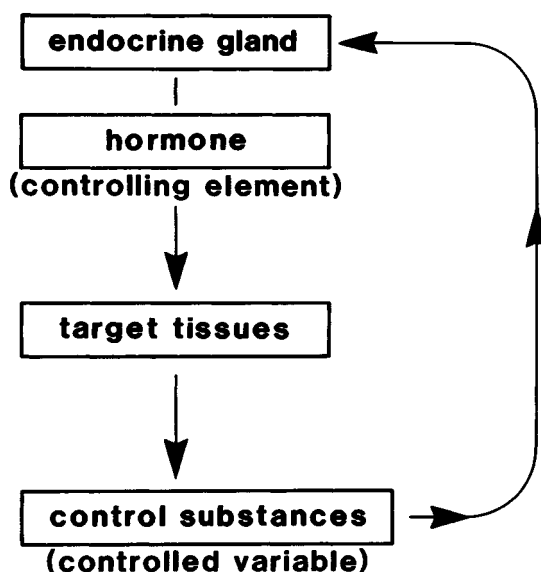 endocrine gland
hormone
(controlling element)
target tissues
control substances
(controlled variable)